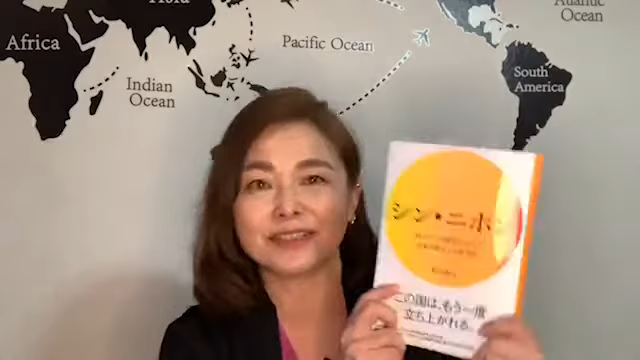 Asia
Africa
Pacific Ocean
Indian
Ocean
Atlantic
Ocean
South
America
シン・ニホン
この国は、もう一度
立ち上がれる。